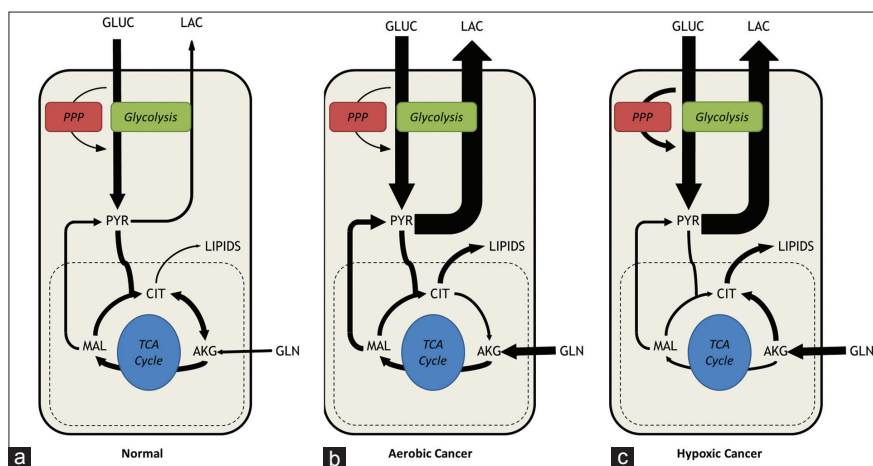 GLUC LAC
PPP
Glycolysis
PYR
LIPIDS
CIT
MAL
TCA
Cycle
AKG
GLN
a
Normal
GLUC LAC
PPP
Glycolysis
PYR
LIPIDS
CIT
MAL
TCA
Cycle
AKG
GLN
b
Aerobic Cancer
GLUC LAC
PPP
Glycolysis
PYR
LIPIDS
CIT
MAL
TCA
Cycle
AKG
GLN
c
Hypoxic Cancer